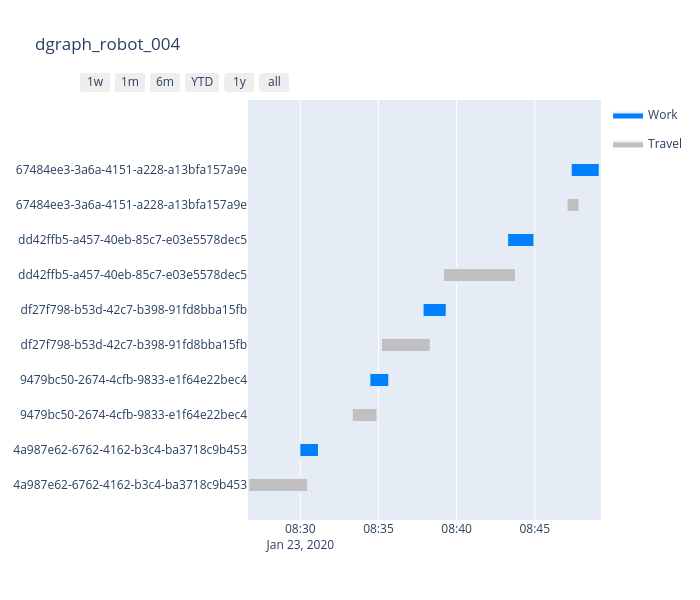 dgraph_robot_004
1w 1m 6m YTD 1y all
Work
Travel
67484ee3-3a6a-4151-a228-a13bfa157a9e
67484ee3-3a6a-4151-a228-a13bfa157a9e
dd42ffb5-a457-40eb-85c7-e03e5578dec5
dd42ffb5-a457-40eb-85c7-e03e5578dec5
df27f798-b53d-42c7-b398-91fd8bba15fb
df27f798-b53d-42c7-b398-91fd8bba15fb
9479bc50-2674-4cfb-9833-e1f64e22bec4
9479bc50-2674-4cfb-9833-e1f64e22bec4
4a987e62-6762-4162-b3c4-ba3718c9b453
4a987e62-6762-4162-b3c4-ba3718c9b453
08:30 08:35 08:40 08:45
Jan 23, 2020